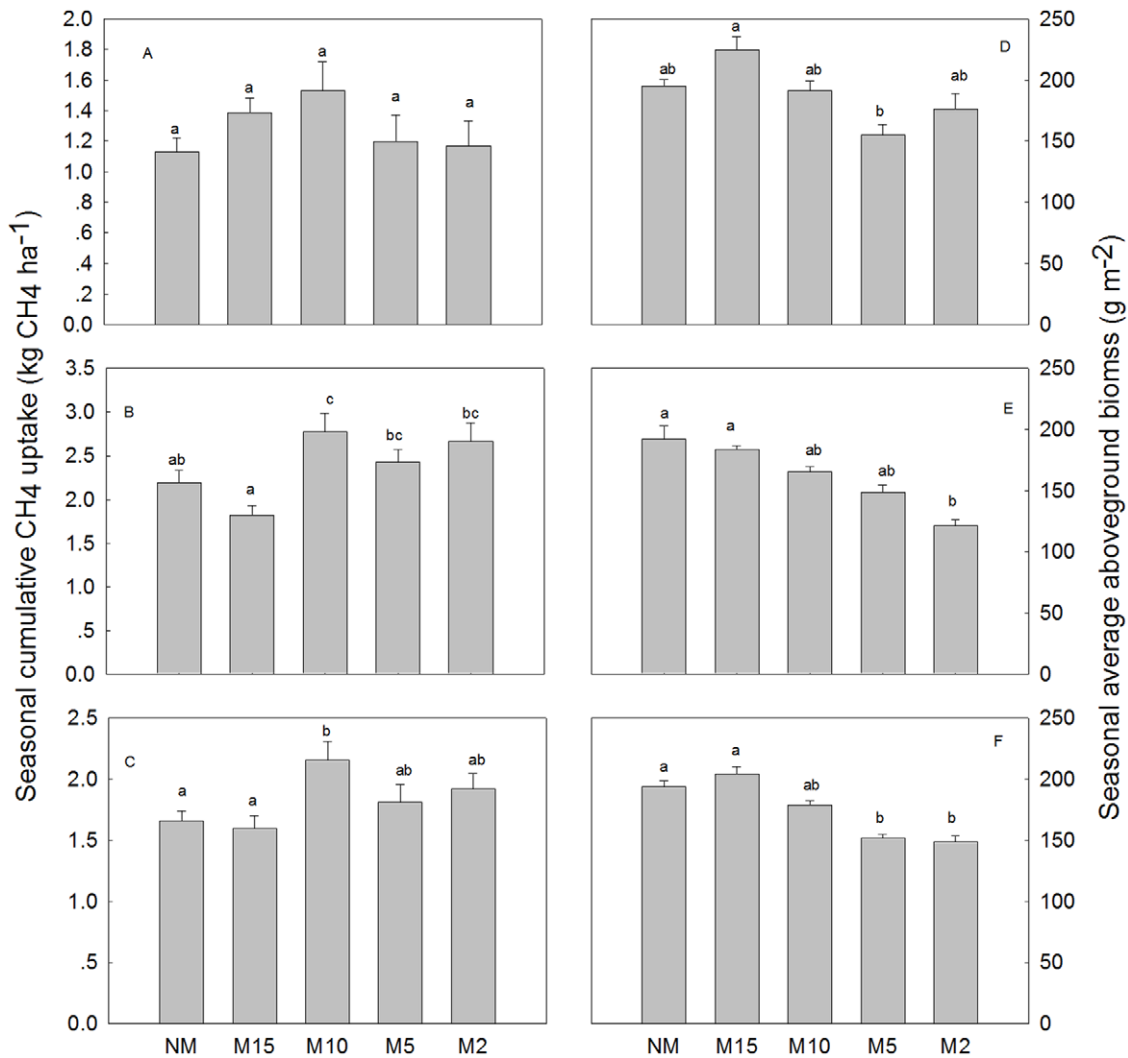 Seasonal cumulative CH4 uptake (kg CH4 ha-1)
Seasonal average aboveground biomss (g m-2)
A
2.0
1.8
1.6
1.4
1.2
1.0
.8
.6
.4
.2
0.0
a a a a a
D
250
200
150
100
50
0
ab a ab b ab
B
3.5
3.0
2.5
2.0
1.5
1.0
.5
0.0
ab a c bc bc
E
250
200
150
100
50
0
a a ab ab b
C
2.5
2.0
1.5
1.0
.5
0.0
a a b ab ab
NM M15 M10 M5 M2
F
250
200
150
100
50
0
a a ab b b
NM M15 M10 M5 M2